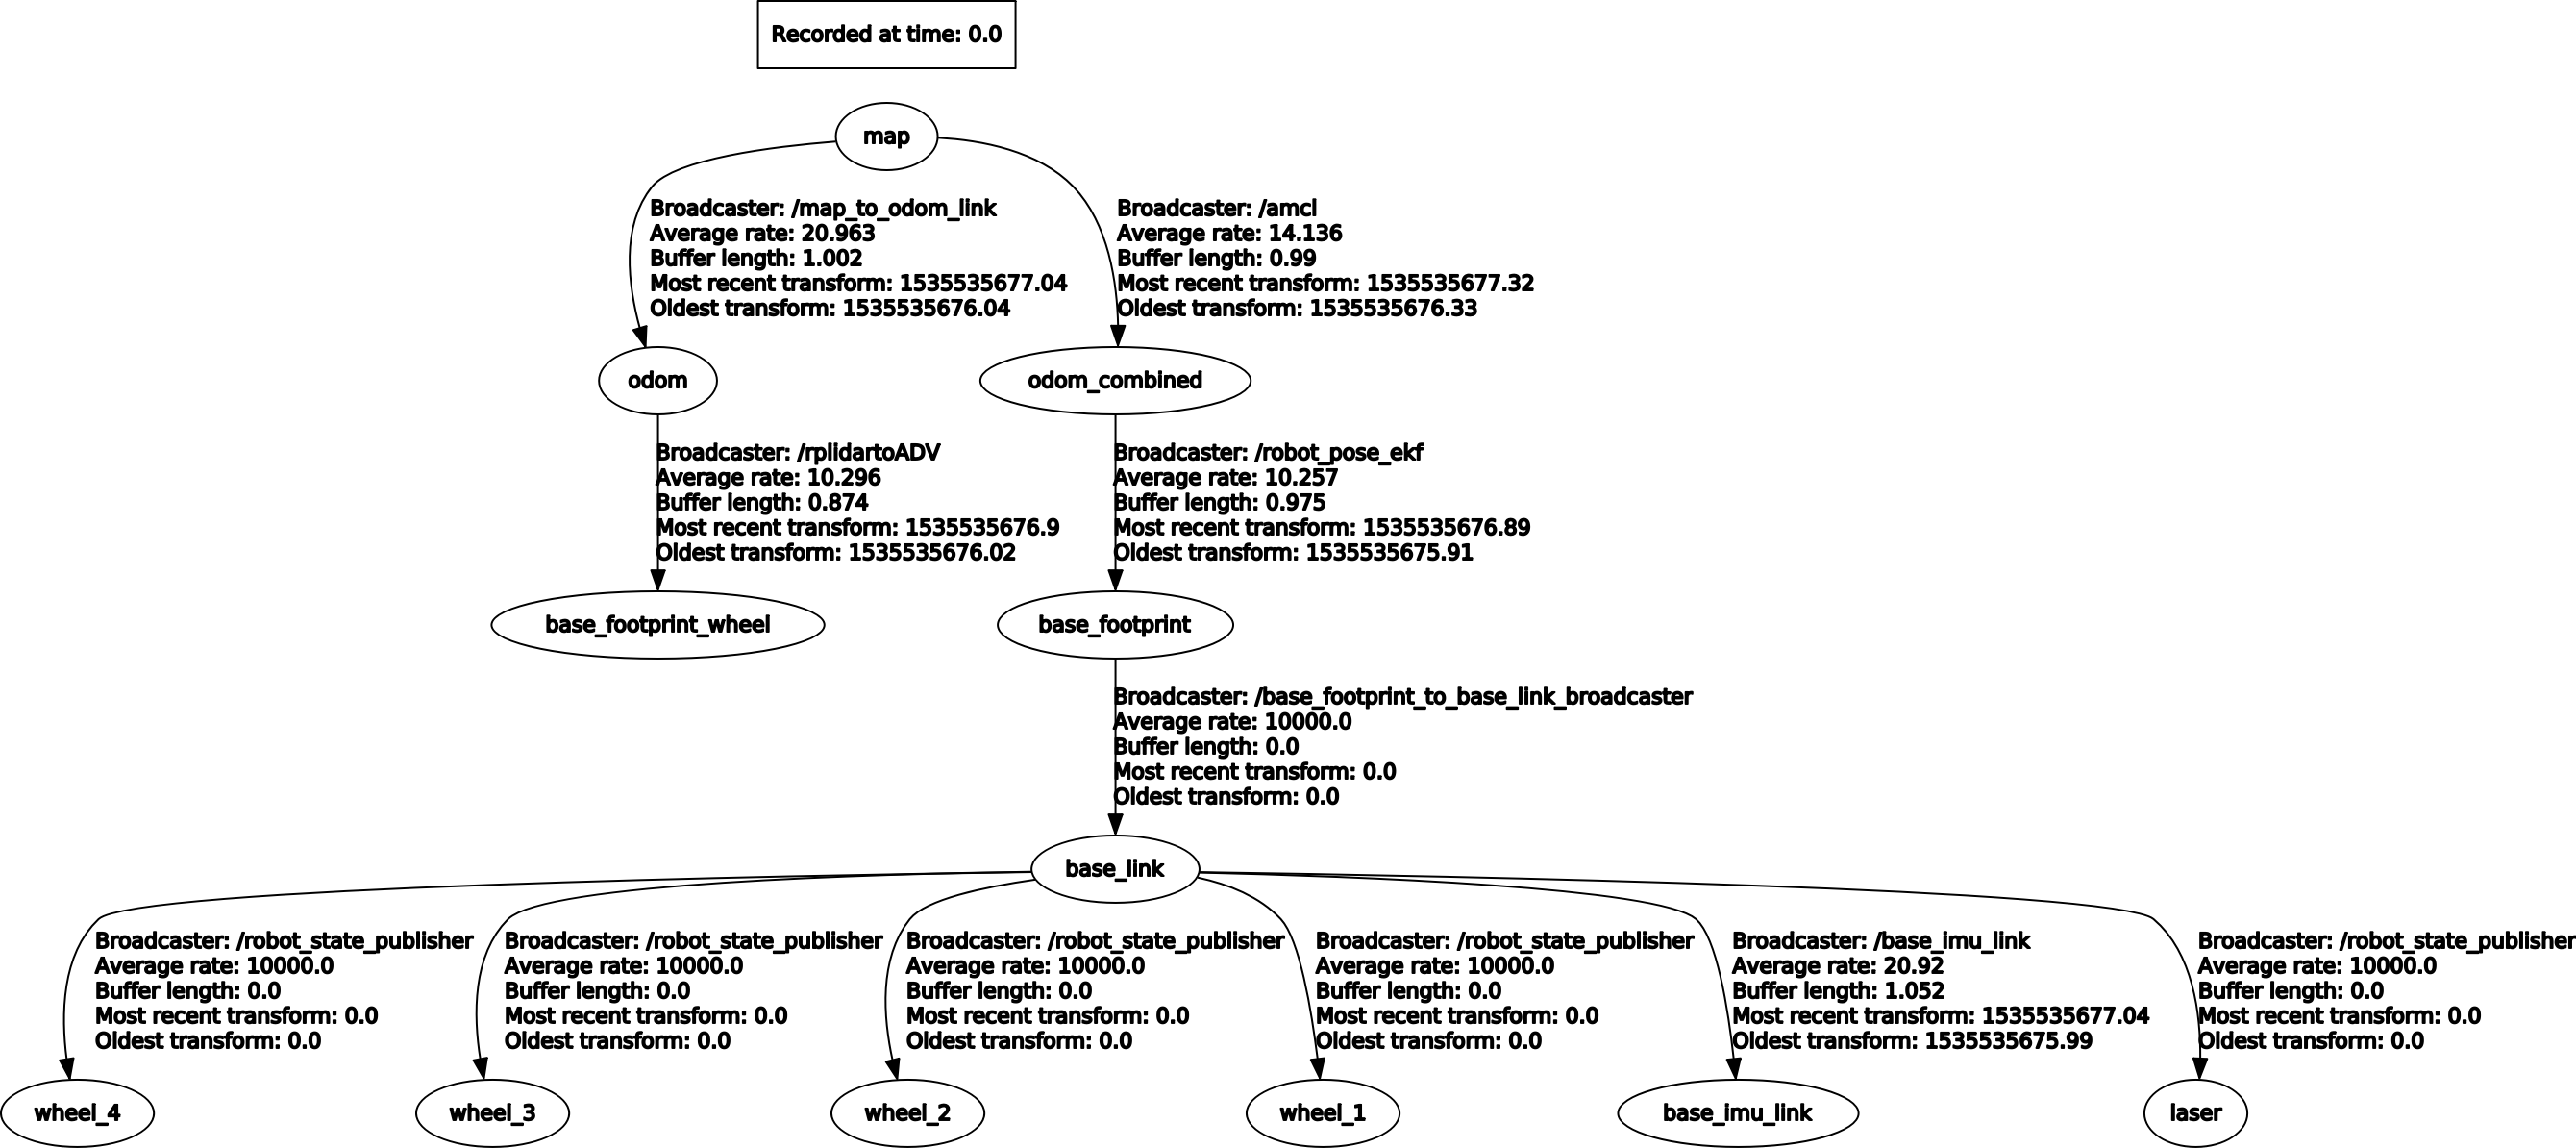 Recorded at time: 0.0
map
Broadcaster: /map_to_odom_link
Average rate: 20.963
Buffer length: 1.002
Most recent transform: 1535535677.04
Oldest transform: 1535535676.04
Broadcaster: /amcl
Average rate: 14.136
Buffer length: 0.99
Most recent transform: 1535535677.32
Oldest transform: 1535535676.33
odom
odom_combined
Broadcaster: /rplidartoADV
Average rate: 10.296
Buffer length: 0.874
Most recent transform: 1535535676.9
Oldest transform: 1535535676.02
Broadcaster: /robot_pose_ekf
Average rate: 10.257
Buffer length: 0.975
Most recent transform: 1535535676.89
Oldest transform: 1535535675.91
base_footprint_wheel
base_footprint
Broadcaster: /base_footprint_to_base_link_broadcaster
Average rate: 10000.0
Buffer length: 0.0
Most recent transform: 0.0
Oldest transform: 0.0
base_link
Broadcaster: /robot_state_publisher
Average rate: 10000.0
Buffer length: 0.0
Most recent transform: 0.0
Oldest transform: 0.0
Broadcaster: /robot_state_publisher
Average rate: 10000.0
Buffer length: 0.0
Most recent transform: 0.0
Oldest transform: 0.0
Broadcaster: /robot_state_publisher
Average rate: 10000.0
Buffer length: 0.0
Most recent transform: 0.0
Oldest transform: 0.0
Broadcaster: /robot_state_publisher
Average rate: 10000.0
Buffer length: 0.0
Most recent transform: 0.0
Oldest transform: 0.0
Broadcaster: /base_imu_link
Average rate: 20.92
Buffer length: 1.052
Most recent transform: 1535535677.04
Oldest transform: 1535535675.99
Broadcaster: /robot_state_publisher
Average rate: 10000.0
Buffer length: 0.0
Most recent transform: 0.0
Oldest transform: 0.0
wheel_4
wheel_3
wheel_2
wheel_1
base_imu_link
laser